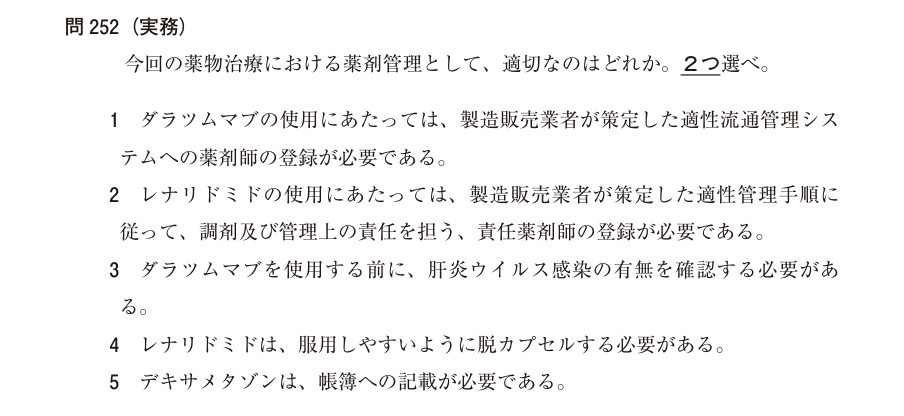 問 252（実務）
今回の薬物治療における薬剤管理として、適切なのはどれか。２つ選べ。
1　ダラツムマブの使用にあたっては、製造販売業者が策定した適性流通管理シス
テムへの薬剤師の登録が必要である。
2　レナリドミドの使用にあたっては、製造販売業者が策定した適性管理手順に
従って、調剤及び管理上の責任を担う、責任薬剤師の登録が必要である。
3　ダラツムマブを使用する前に、肝炎ウイルス感染の有無を確認する必要があ
る。
4　レナリドミドは、服用しやすいように脱カプセルする必要がある。
5　デキサメタゾンは、帳簿への記載が必要である。